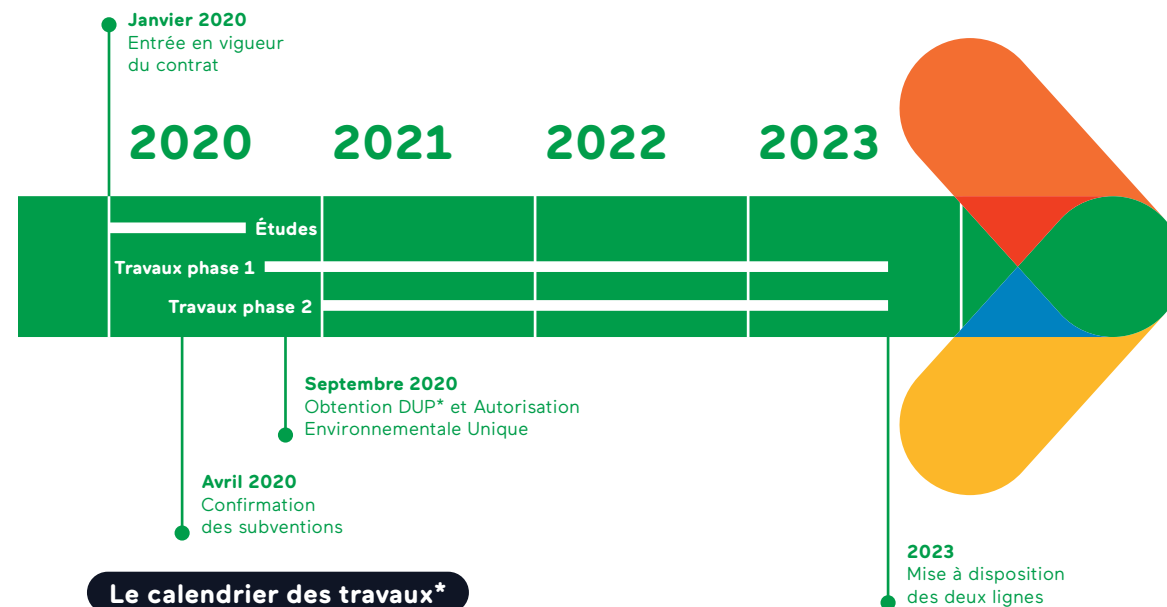 Janvier 2020
Entrée en vigueur
du contrat
2020 2021 2022 2023
Études
Travaux phase 1
Travaux phase 2
Septembre 2020
Obtention DUP* et Autorisation
Environnementale Unique
Avril 2020
Confirmation
des subventions
2023
Mise à disposition
des deux lignes
Le calendrier des travaux*